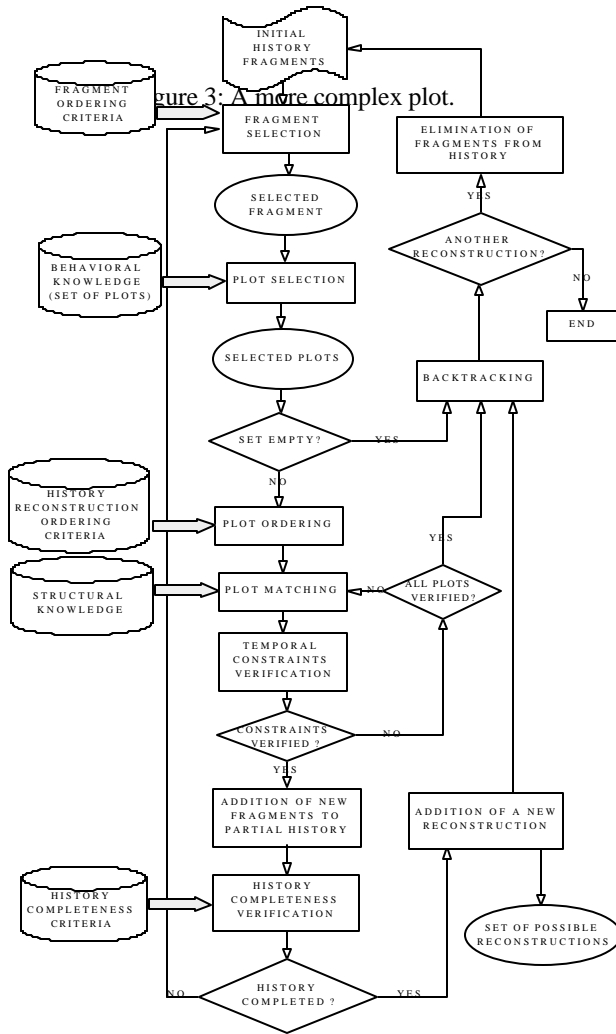 INITIAL
HISTORY
FRAGMENTS
gure 3: A more complex plot.
FRAGMENT
ORDERING
CRITERIA
FRAGMENT
SELECTION
ELIMINATION OF
FRAGMENTS FROM
HISTORY
YES
SELECTED
FRAGMENT
ANOTHER
RECONSTRUCTION?
NO
END
BEHAVIORAL
KNOWLEDGE
(SET OF PLOTS)
PLOT SELECTION
SELECTED PLOTS
BACKTRACKING
SET EMPTY?
YES
NO
HISTORY
RECONSTRUCTION
ORDERING
CRITERIA
PLOT ORDERING
YES
STRUCTURAL
KNOWLEDGE
PLOT MATCHING
NO
ALL PLOTS
VERIFIED?
TEMPORAL
CONSTRAINTS
VERIFICATION
CONSTRAINTS
VERIFIED ?
NO
YES
ADDITION OF NEW
FRAGMENTS TO
PARTIAL HISTORY
ADDITION OF A NEW
RECONSTRUCTION
HISTORY
COMPLETENESS
CRITERIA
HISTORY
COMPLETENESS
VERIFICATION
SET OF POSSIBLE
RECONSTRUCTIONS
NO
HISTORY
COMPLETED ?
YES